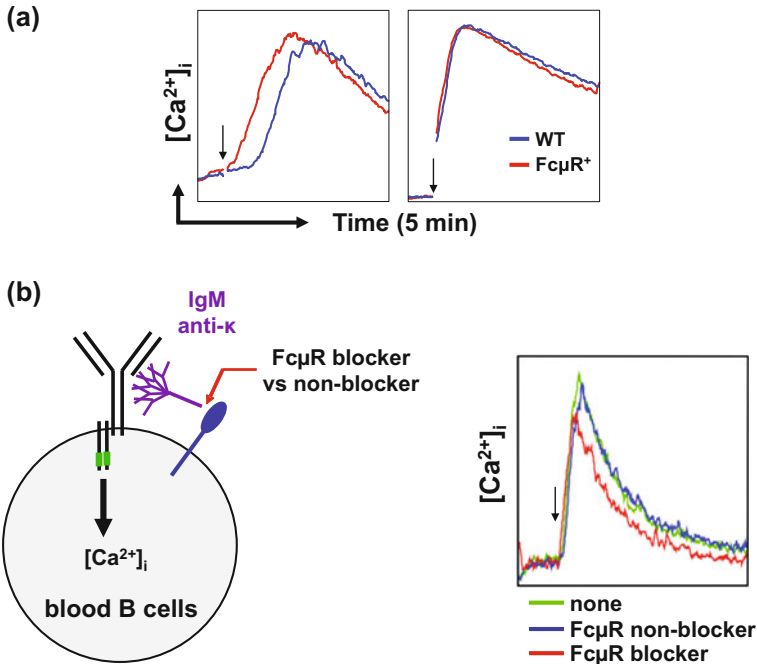 (a)
[Ca²⁺]ᵢ
WT
FcμR⁺
Time (5 min)
(b)
IgM
anti-κ
FcμR blocker
vs non-blocker
[Ca²⁺]ᵢ
blood B cells
[Ca²⁺]ᵢ
none
FcμR non-blocker
FcμR blocker